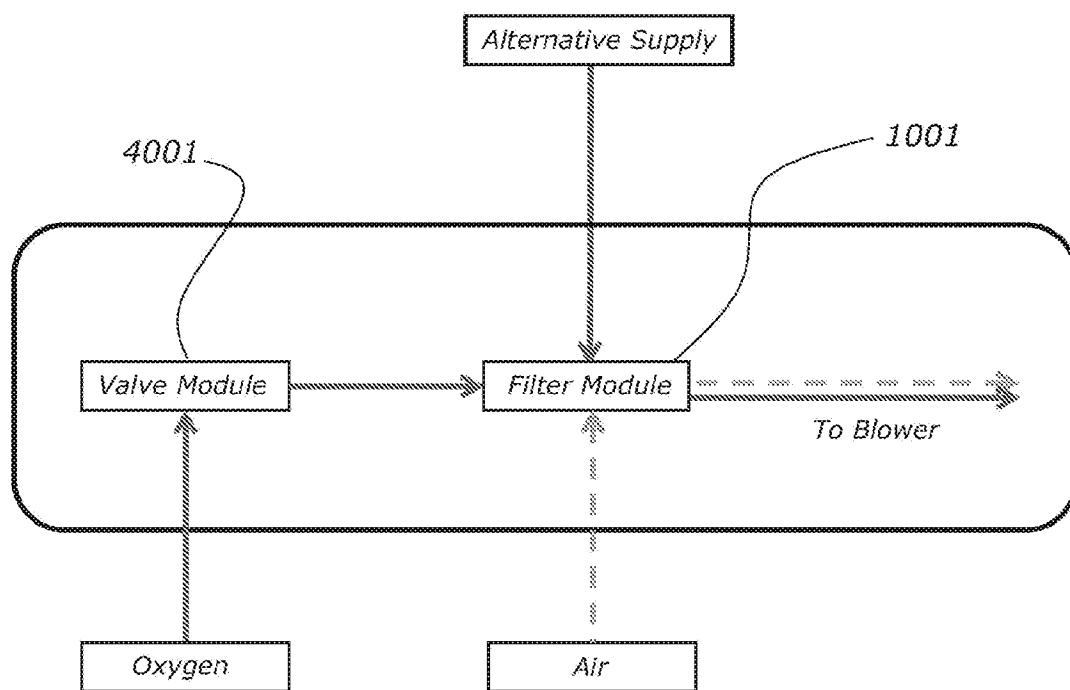 Alternative Supply
4001
1001
Valve Module
Filter Module
To Blower
Oxygen
Air